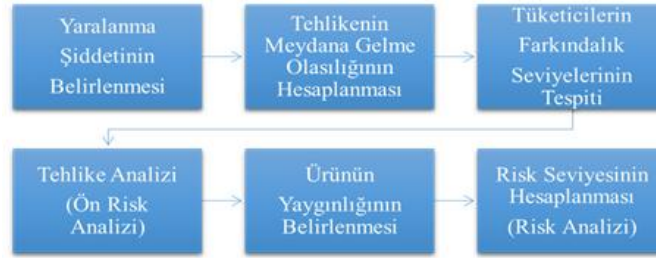 Yaralanma
Şiddetinin
Belirlenmesi
Tehlikenin
Meydana Gelme
Olasılığının
Hesaplanması
Tüketicilerin
Farkındalık
Seviyelerinin
Tespiti
Tehlike Analizi
(Ön Risk
Analizi)
Ürünün
Yaygınlığının
Belirlenmesi
Risk Seviyesinin
Hesaplanması
(Risk Analizi)